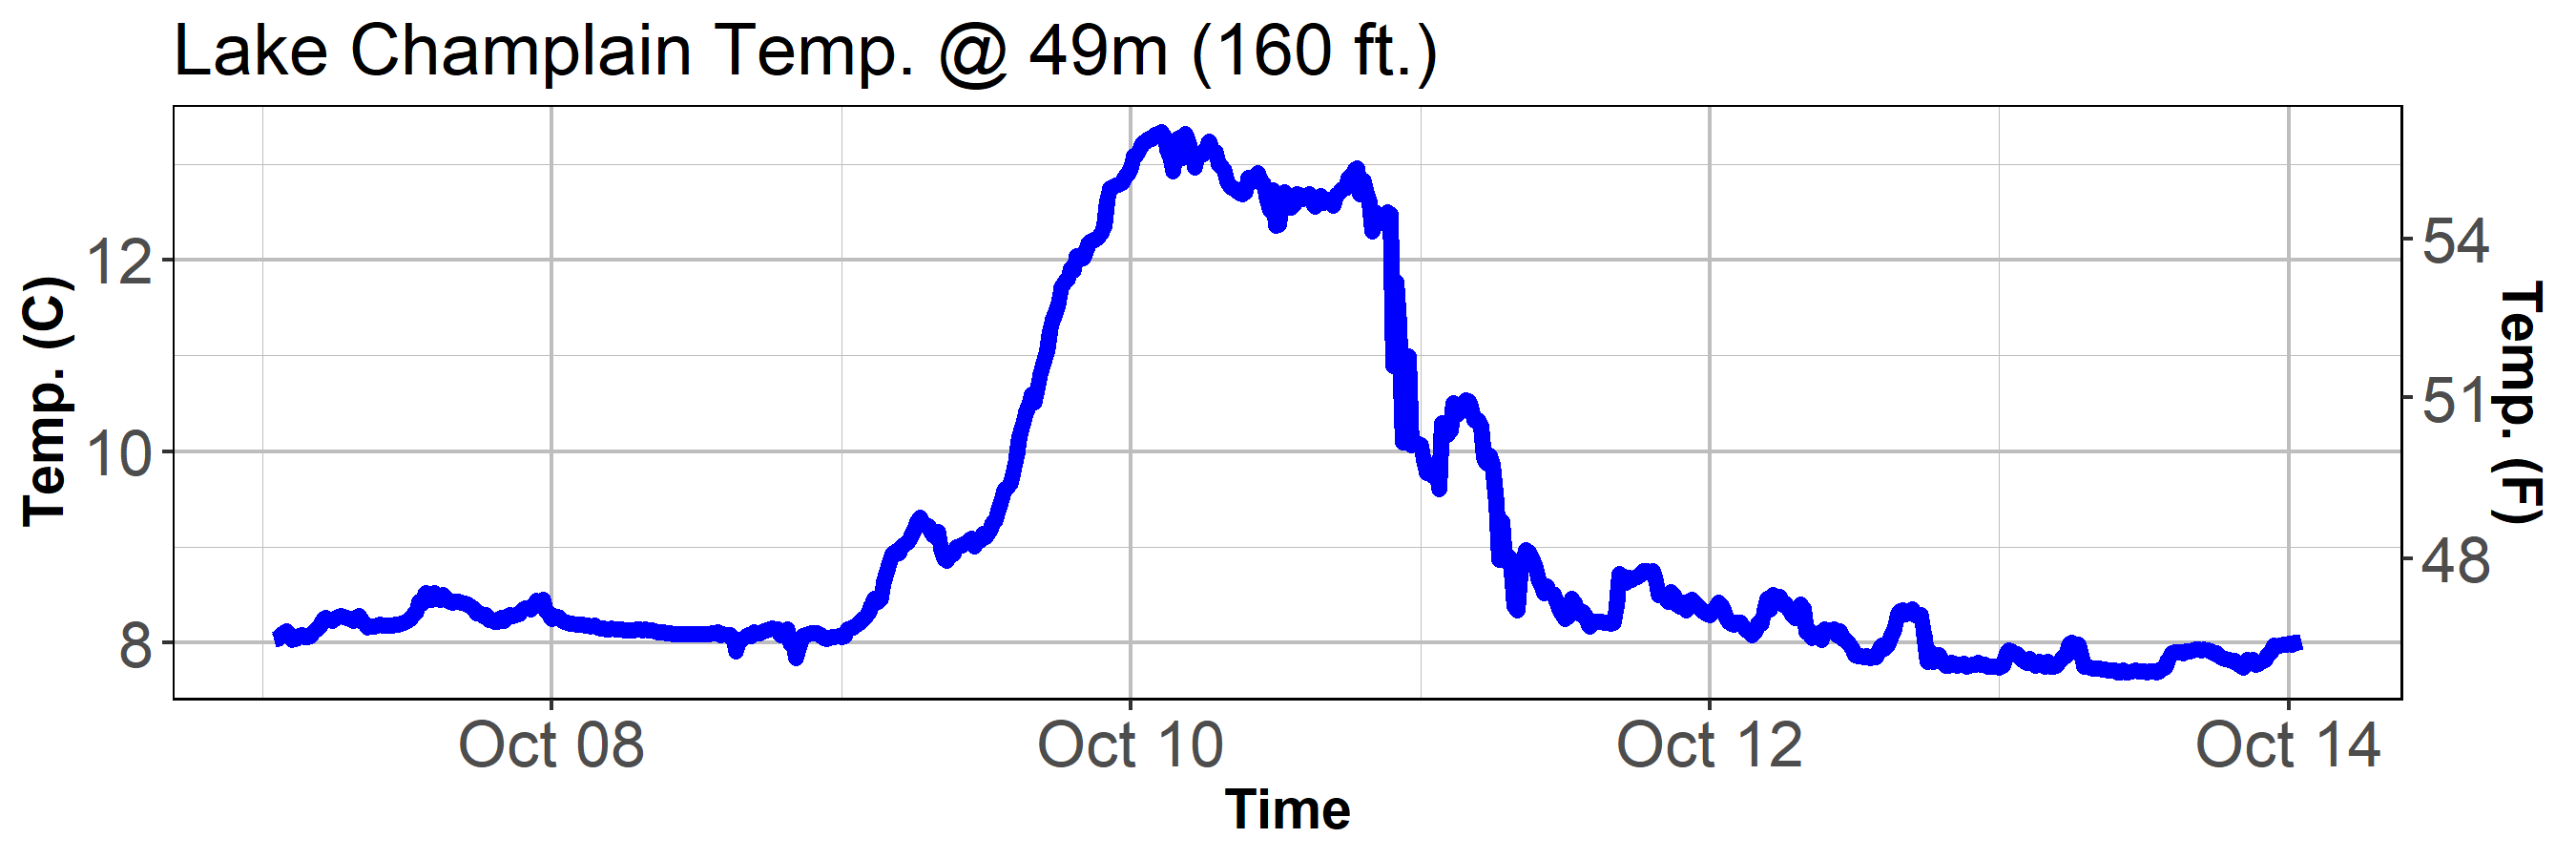 Lake Champlain Temp. @ 49m (160 ft.)
Temp. (C)
12
10
8
54
51
48
Temp. (F)
Oct 08
Oct 10
Oct 12
Oct 14
Time